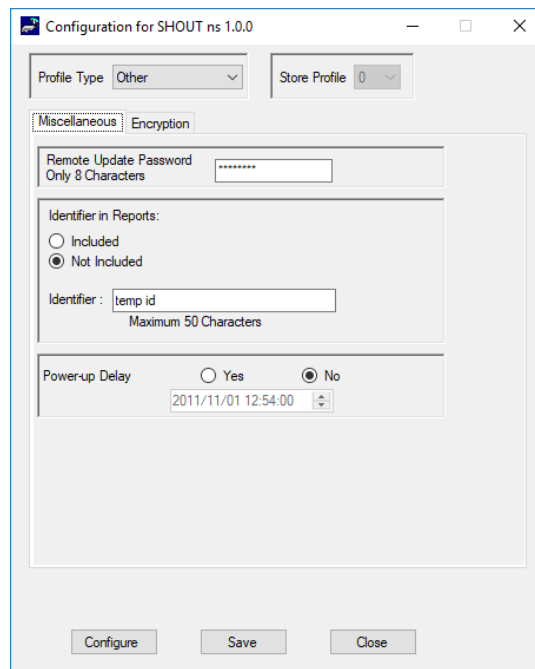 Configuration for SHOUT ns 1.0.0
Profile Type Other Store Profile 0
Miscellaneous Encryption
Remote Update Password
Only 8 Characters ********
Identifier in Reports:
Included
Not Included
Identifier : temp id
Maximum 50 Characters
Power-up Delay Yes No
2011/11/01 12:54:00
Configure Save Close